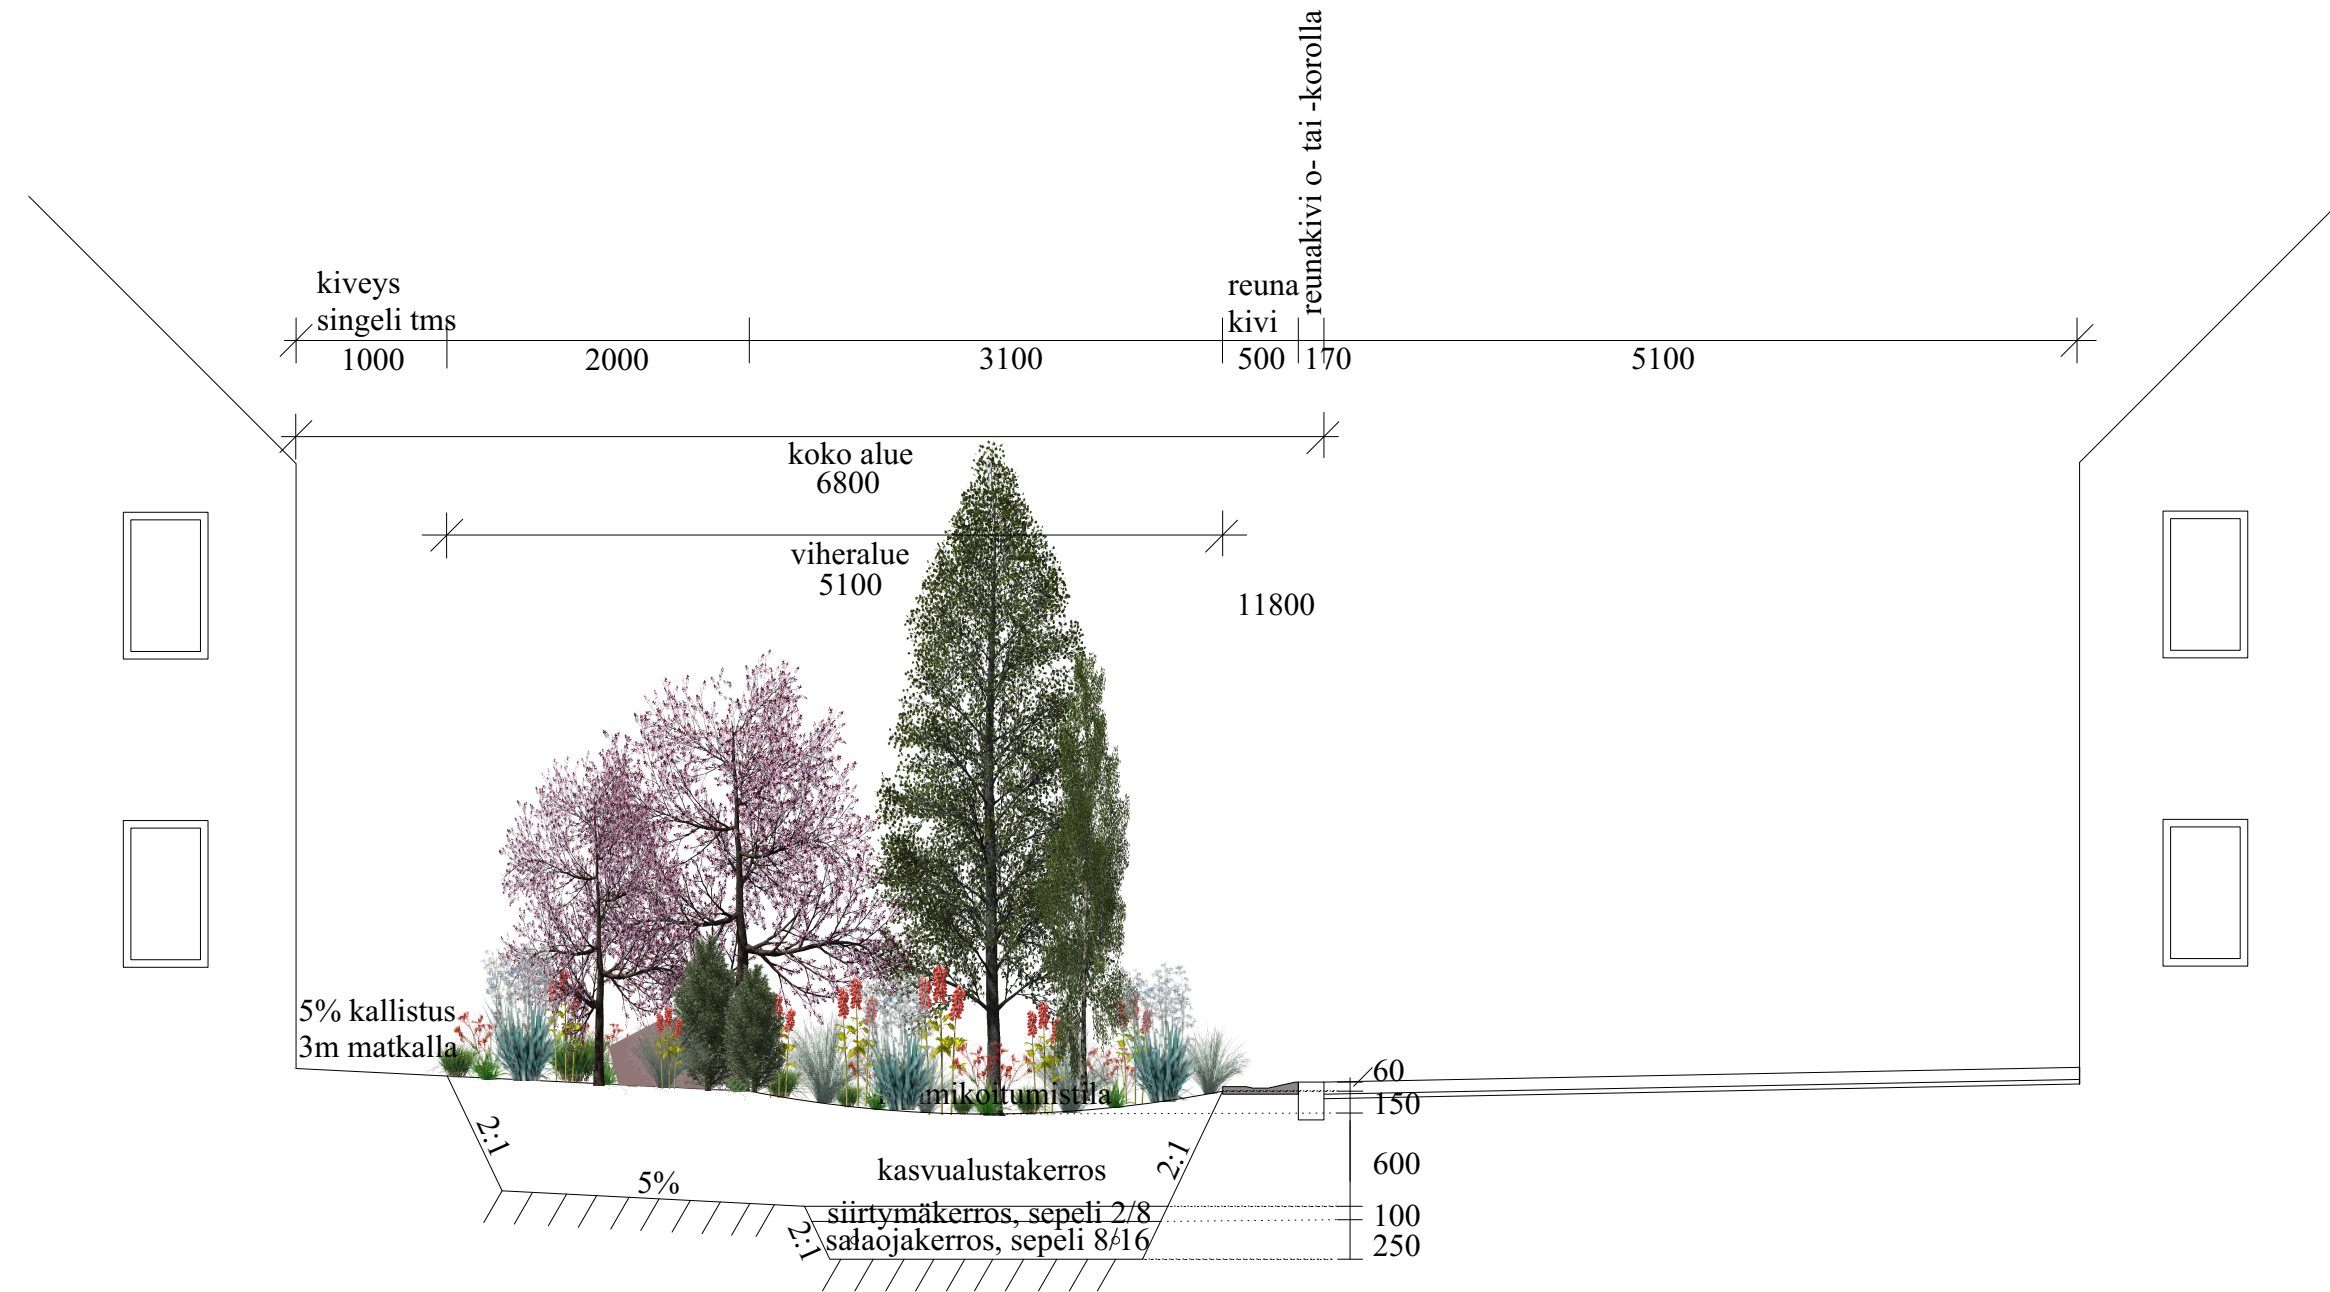 reunakivi o- tai -korolla
kiveys
singeli tms
reuna
kivi
1000
2000
3100
500
170
5100
koko alue
6800
viheralue
5100
11800
5% kallistus
3m matkalla
60
mikoitumistila
150
2:1
2:1
kasvualustakerros
600
5%
siirtymäkerros, sepeli 2/8
100
2:1
salaojakerros, sepeli 8/16
250